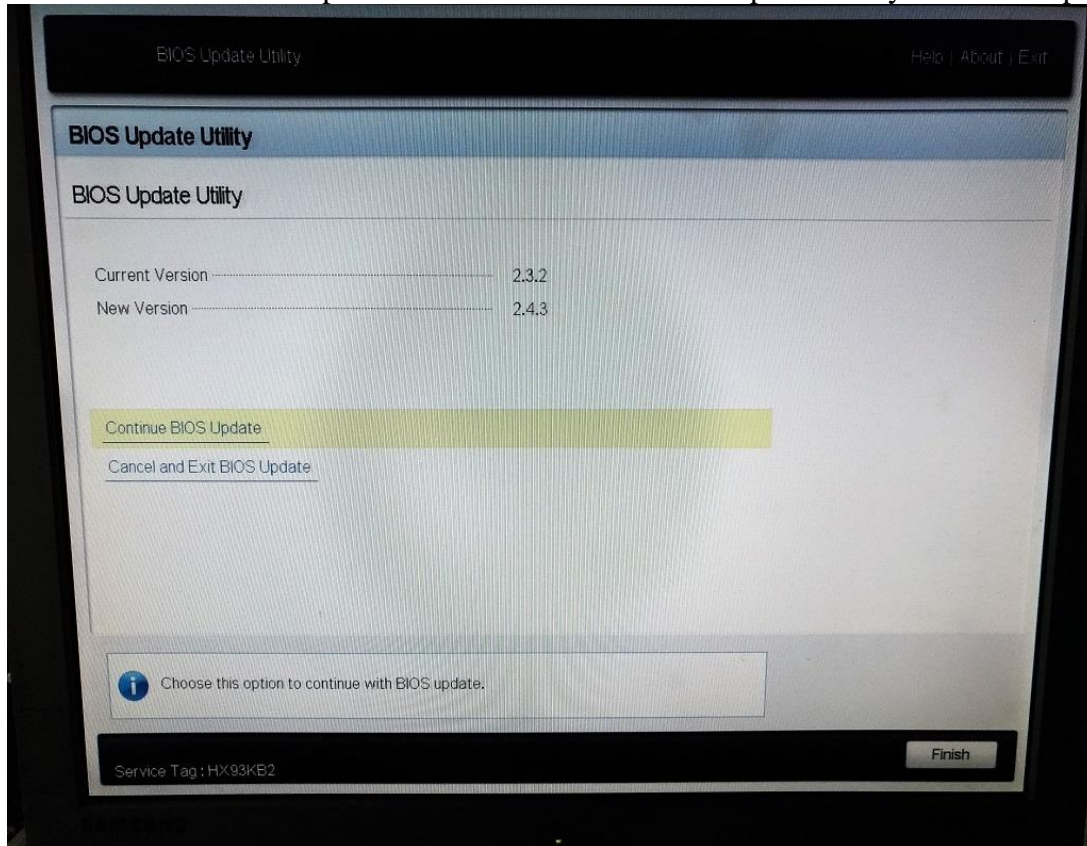 BIOS Update Utility
Help | About | Exit
BIOS Update Utility
BIOS Update Utility
Current Version 2.3.2
New Version 2.4.3
Continue BIOS Update
Cancel and Exit BIOS Update
Choose this option to continue with BIOS update.
Finish
Service Tag : HX93KB2
SAMSUNG